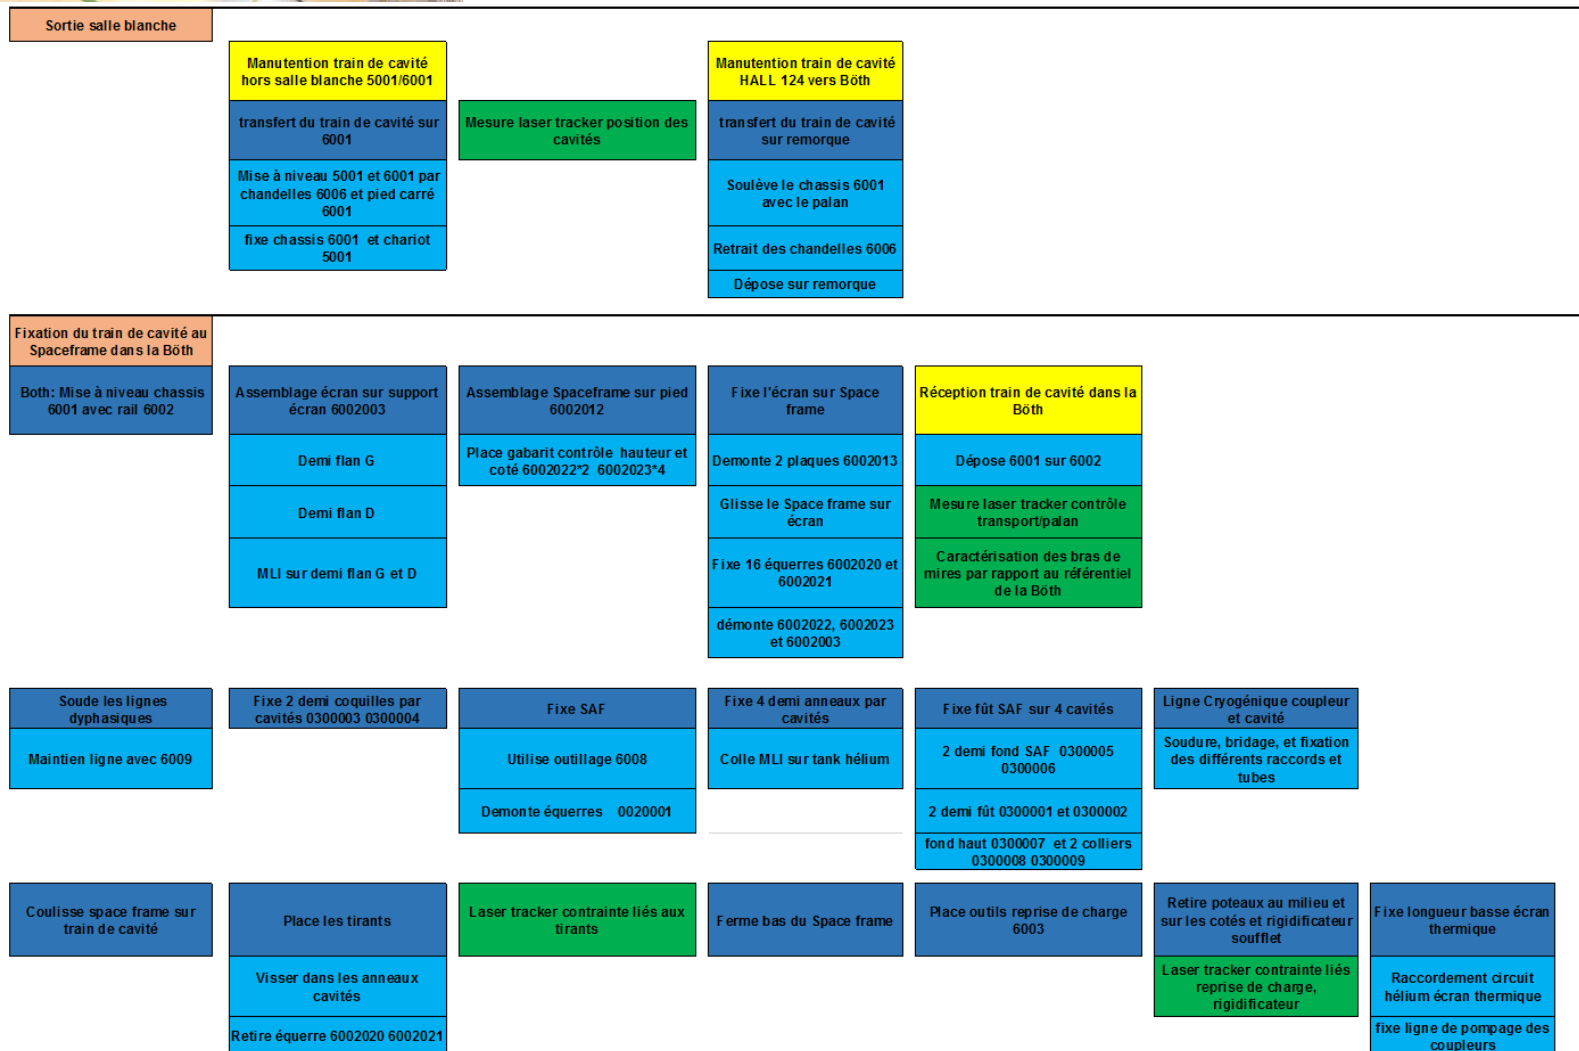 Sortie salle blanche
Manutention train de cavité
hors salle blanche 5001/6001
transfert du train de cavité sur
6001
Mise à niveau 5001 et 6001 par
chandelles 6006 et pied carré
6001
fixe chassis 6001 et chariot
5001
Mesure laser tracker position des
cavités
Manutention train de cavité
HALL 124 vers Böth
transfert du train de cavité
sur remorque
Soulève le chassis 6001
avec le palan
Retrait des chandelles 6006
Dépose sur remorque
Fixation du train de cavité au
Spaceframe dans la Böth
Both: Mise à niveau chassis
6001 avec rail 6002
Assemblage écran sur support
écran 6002003
Demi flan G
Demi flan D
MLI sur demi flan G et D
Assemblage Spaceframe sur pied
6002012
Place gabarit contrôle hauteur et
coté 6002022*2 6002023*4
Fixe l'écran sur Space
frame
Demonte 2 plaques 6002013
Glisse le Space frame sur
écran
Fixe 16 équerres 6002020 et
6002021
démonte 6002022, 6002023
et 6002003
Réception train de cavité dans la
Böth
Dépose 6001 sur 6002
Mesure laser tracker contrôle
transport/palan
Caractérisation des bras de
mires par rapport au référentiel
de la Böth
Soude les lignes
dyphasiques
Maintien ligne avec 6009
Fixe 2 demi coquilles par
cavités 0300003 0300004
Fixe SAF
Utilise outillage 6008
Demonte équerres 0020001
Fixe 4 demi anneaux par
cavités
Colle MLI sur tank hélium
Fixe fût SAF sur 4 cavités
2 demi fond SAF 0300005
0300006
2 demi fût 0300001 et 0300002
fond haut 0300007 et 2 colliers
0300008 0300009
Ligne Cryogénique coupleur
et cavité
Soudure, bridage, et fixation
des différents raccords et
tubes
Coulisse space frame sur
train de cavité
Place les tirants
Visser dans les anneaux
cavités
Retire équerre 6002020 6002021
Laser tracker contrainte liés aux
tirants
Ferme bas du Space frame
Place outils reprise de charge
6003
Retire poteaux au milieu et
sur les cotés et rigidificateur
soufflet
Laser tracker contrainte liés
reprise de charge,
rigidificateur
Fixe longueur basse écran
thermique
Raccordement circuit
hélium écran thermique
fixe ligne de pompage des
coupleurs